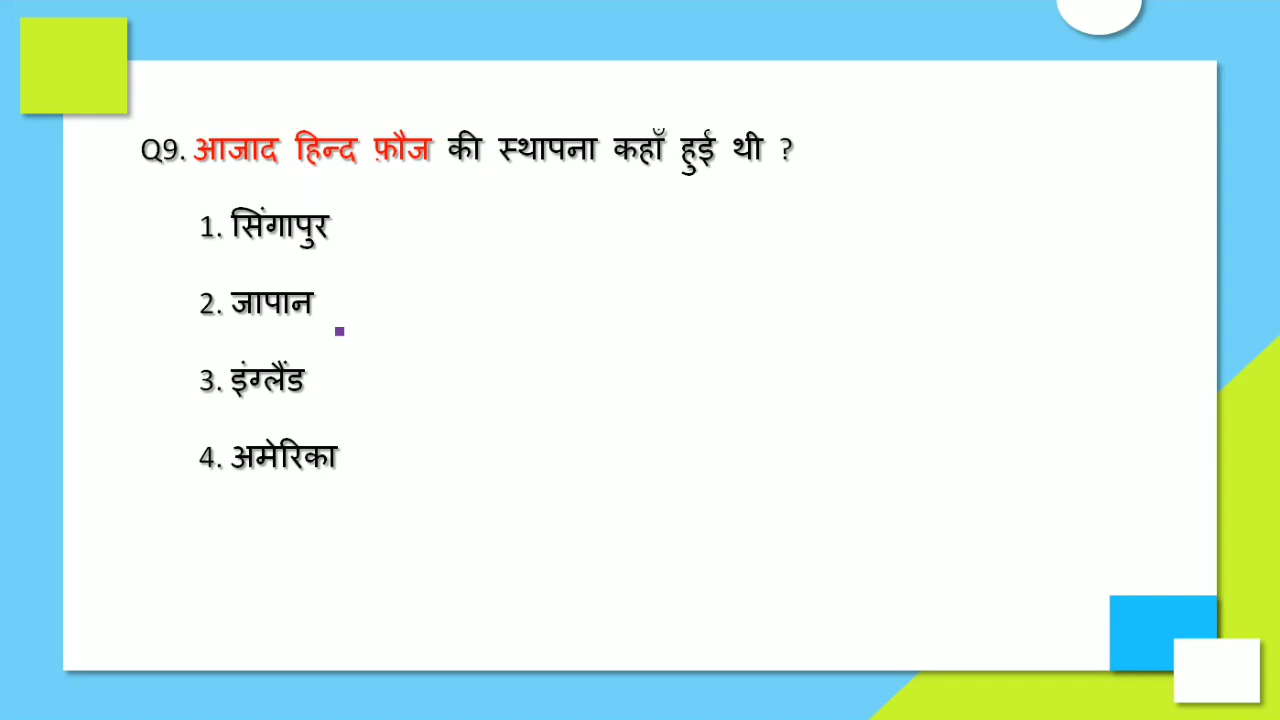 Q9. आजाद हिन्द फ़ौज की स्थापना कहाँ हुई थी ?
1. सिंगापुर
2. जापान
3. इंग्लैंड
4. अमेरिका